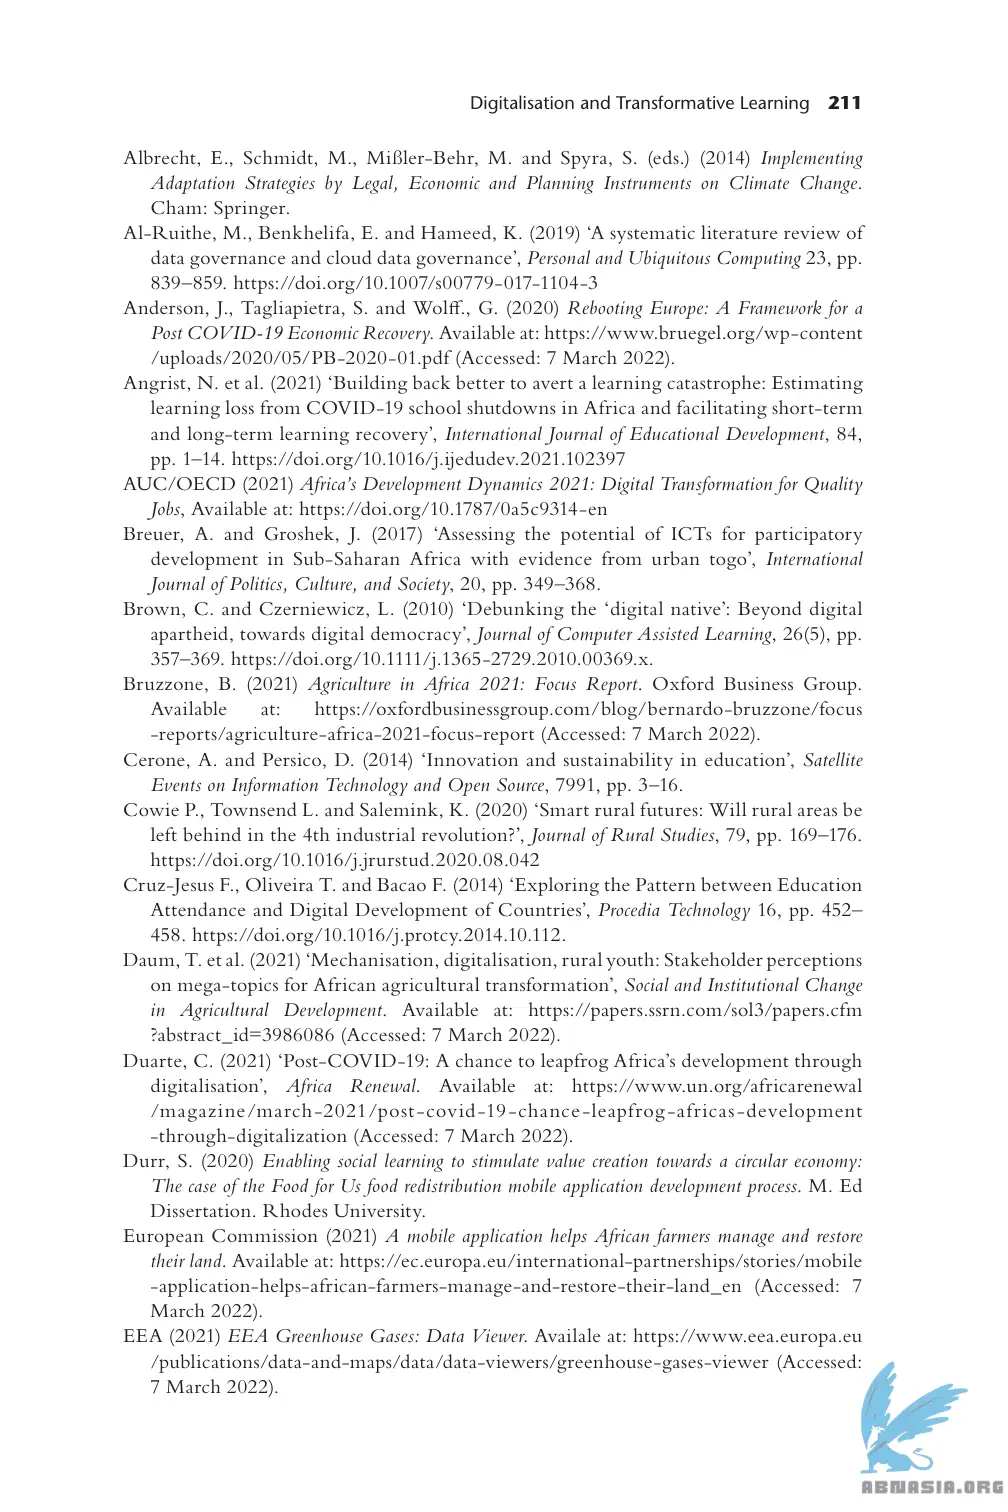 Digitalisation and Transformative Learning 211
Albrecht, E., Schmidt, M., Mißler-Behr, M. and Spyra, S. (eds.) (2014) Implementing
Adaptation Strategies by Legal, Economic and Planning Instruments on Climate Change.
Cham: Springer.
Al-Ruithe, M., Benkhelifa, E. and Hameed, K. (2019) ‘A systematic literature review of
data governance and cloud data governance’, Personal and Ubiquitous Computing 23, pp.
839–859. https://doi.org/10.1007/s00779-017-1104-3
Anderson, J., Tagliapietra, S. and Wolff., G. (2020) Rebooting Europe: A Framework for a
Post COVID-19 Economic Recovery. Available at: https://www.bruegel.org/wp-content
/uploads/2020/05/PB-2020-01.pdf (Accessed: 7 March 2022).
Angrist, N. et al. (2021) ‘Building back better to avert a learning catastrophe: Estimating
learning loss from COVID-19 school shutdowns in Africa and facilitating short-term
and long-term learning recovery’, International Journal of Educational Development, 84,
pp. 1–14. https://doi.org/10.1016/j.ijedudev.2021.102397
AUC/OECD (2021) Africa’s Development Dynamics 2021: Digital Transformation for Quality
Jobs, Available at: https://doi.org/10.1787/0a5c9314-en
Breuer, A. and Groshek, J. (2017) ‘Assessing the potential of ICTs for participatory
development in Sub-Saharan Africa with evidence from urban togo’, International
Journal of Politics, Culture, and Society, 20, pp. 349–368.
Brown, C. and Czerniewicz, L. (2010) ‘Debunking the ‘digital native’: Beyond digital
apartheid, towards digital democracy’, Journal of Computer Assisted Learning, 26(5), pp.
357–369. https://doi.org/10.1111/j.1365-2729.2010.00369.x.
Bruzzone, B. (2021) Agriculture in Africa 2021: Focus Report. Oxford Business Group.
Available at: https://oxfordbusinessgroup.com/blog/bernardo-bruzzone/focus
-reports/agriculture-africa-2021-focus-report (Accessed: 7 March 2022).
Cerone, A. and Persico, D. (2014) ‘Innovation and sustainability in education’, Satellite
Events on Information Technology and Open Source, 7991, pp. 3–16.
Cowie P., Townsend L. and Salemink, K. (2020) ‘Smart rural futures: Will rural areas be
left behind in the 4th industrial revolution?’, Journal of Rural Studies, 79, pp. 169–176.
https://doi.org/10.1016/j.jrurstud.2020.08.042
Cruz-Jesus F., Oliveira T. and Bacao F. (2014) ‘Exploring the Pattern between Education
Attendance and Digital Development of Countries’, Procedia Technology 16, pp. 452–
458. https://doi.org/10.1016/j.protcy.2014.10.112.
Daum, T. et al. (2021) ‘Mechanisation, digitalisation, rural youth: Stakeholder perceptions
on mega-topics for African agricultural transformation’, Social and Institutional Change
in Agricultural Development. Available at: https://papers.ssrn.com/sol3/papers.cfm
?abstract_id=3986086 (Accessed: 7 March 2022).
Duarte, C. (2021) ‘Post-COVID-19: A chance to leapfrog Africa’s development through
digitalisation’, Africa Renewal. Available at: https://www.un.org/africarenewal
/magazine/march-2021/post-covid-19-chance-leapfrog-africas-development
-through-digitalization (Accessed: 7 March 2022).
Durr, S. (2020) Enabling social learning to stimulate value creation towards a circular economy:
The case of the Food for Us food redistribution mobile application development process. M. Ed
Dissertation. Rhodes University.
European Commission (2021) A mobile application helps African farmers manage and restore
their land. Available at: https://ec.europa.eu/international-partnerships/stories/mobile
-application-helps-african-farmers-manage-and-restore-their-land_en (Accessed: 7
March 2022).
EEA (2021) EEA Greenhouse Gases: Data Viewer. Availale at: https://www.eea.europa.eu
/publications/data-and-maps/data/data-viewers/greenhouse-gases-viewer (Accessed:
7 March 2022).
ABNASIA.ORG